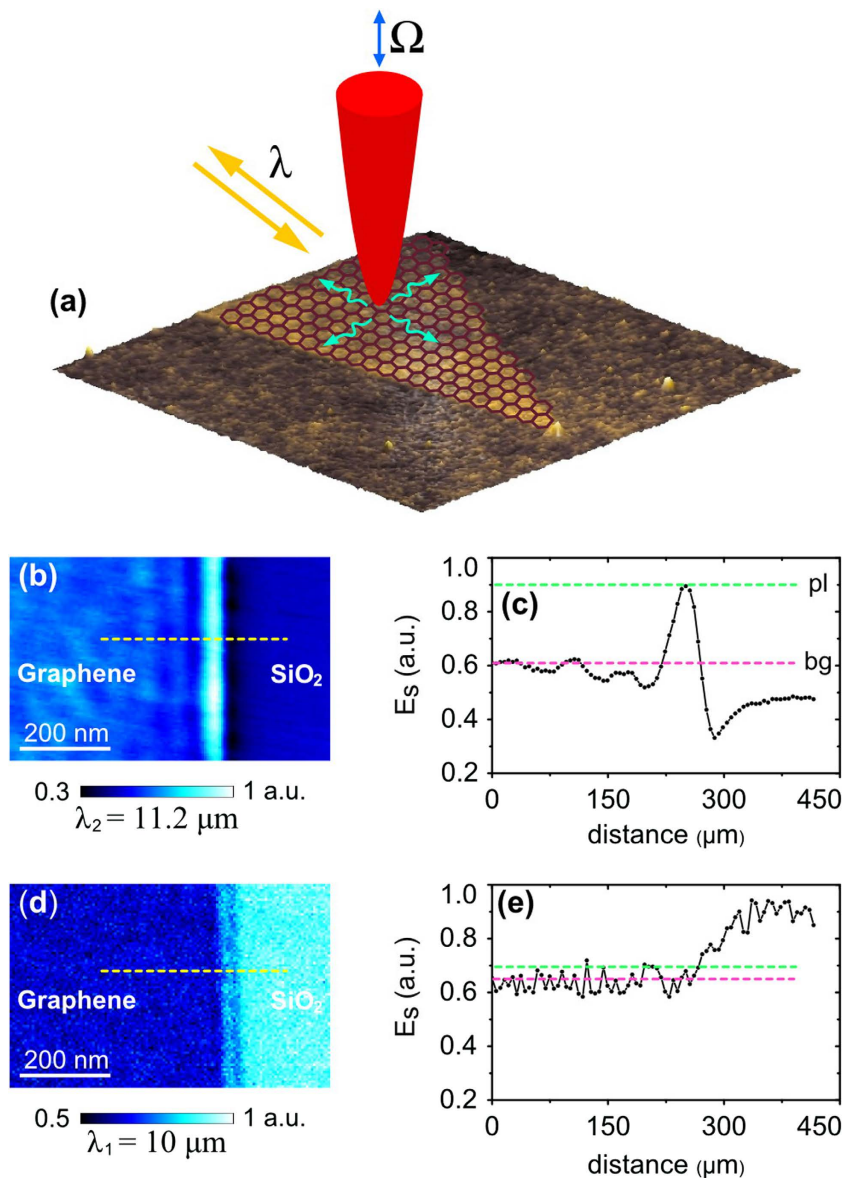 Ω
λ
(a)
(b)
Graphene
SiO₂
200 nm
0.3
1 a.u.
λ₂ = 11.2 μm
(c)
1.0
0.8
0.6
0.4
0.2
Eₛ (a.u.)
pl
bg
0
150
300
450
distance (μm)
(d)
Graphene
SiO₂
200 nm
0.5
1 a.u.
λ₁ = 10 μm
(e)
1.0
0.8
0.6
0.4
0.2
Eₛ (a.u.)
0
150
300
450
distance (μm)